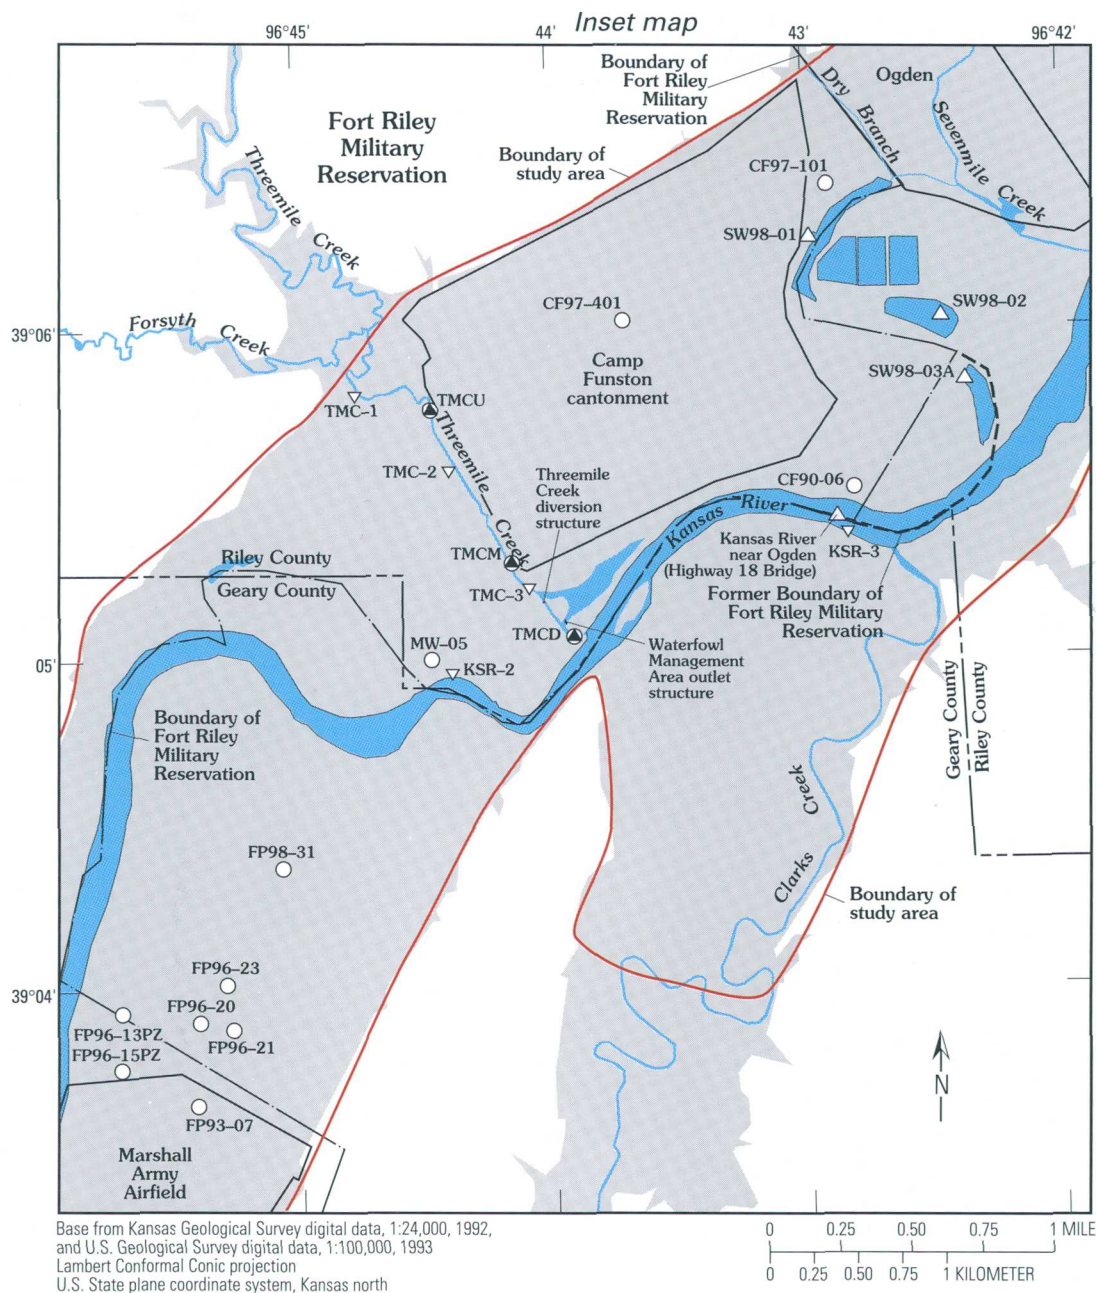 Inset map
96°45'
44'
43'
96°42'
Boundary of
Fort Riley
Military
Reservation
Dry
Branch
Ogden
Sevenmile
Creek
Fort Riley
Military
Reservation
Boundary of
study area
CF97–101
Threemile
Creek
SW98–01
CF97–401
SW98–02
39°06'
Forsyth
Creek
Camp
Funston
cantonment
SW98–03A
TMC–1
TMCU
Threemile
Creek
TMC–2
Threemile
Creek
diversion
structure
CF90-06
Kansas
River
Kansas River
near Ogden
(Highway 18 Bridge)
KSR–3
TMCM
Riley County
Geary County
TMC–3
Former Boundary of
Fort Riley Military
Reservation
TMCD
MW–05
KSR–2
Waterfowl
Management
Area outlet
structure
05'
Boundary of
Fort Riley
Military
Reservation
Geary County
Riley County
Clarks
Creek
FP98–31
Boundary of
study area
FP96–23
39°04'
FP96–20
FP96–13PZ
FP96–21
FP96–15PZ
FP93–07
N
Marshall
Army
Airfield
Base from Kansas Geological Survey digital data, 1:24,000, 1992,
and U.S. Geological Survey digital data, 1:100,000, 1993
Lambert Conformal Conic projection
U.S. State plane coordinate system, Kansas north
0 0.25 0.50 0.75 1 MILE
0 0.25 0.50 0.75 1 KILOMETER